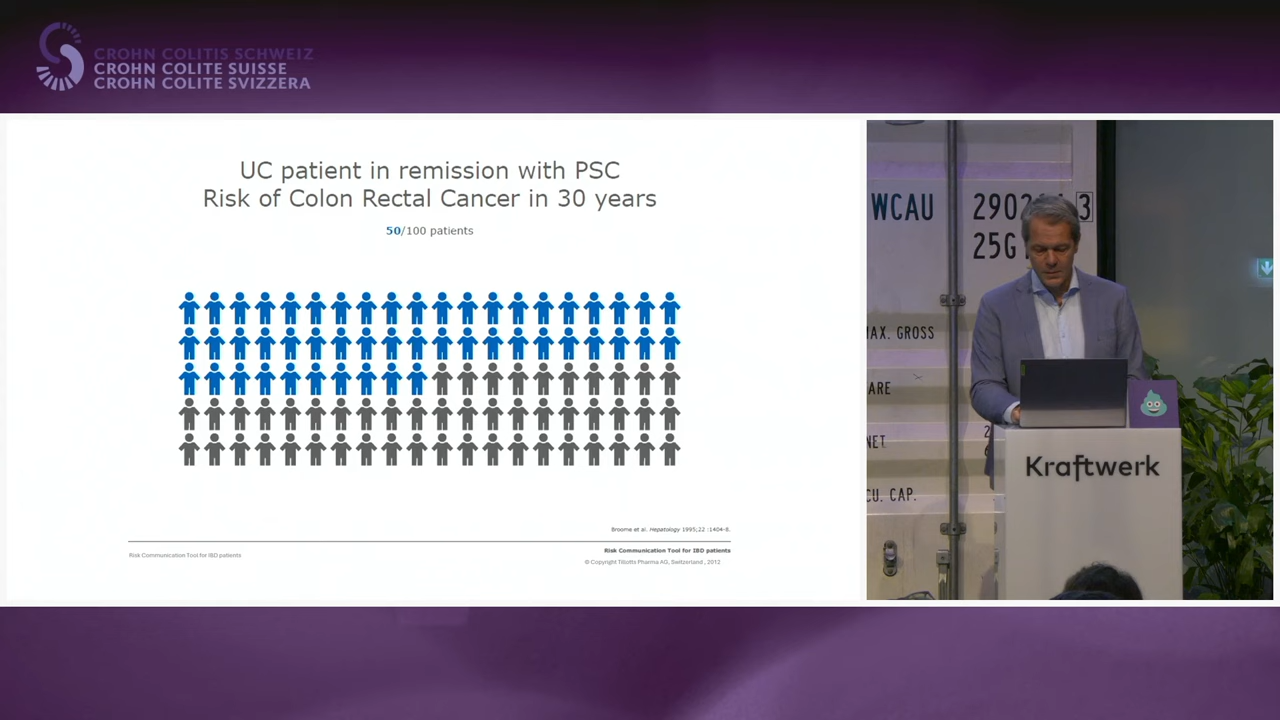 CROHN COLITIS SCHWEIZ
CROHN COLITE SUISSE
CROHN COLITE SVIZZERA
UC patient in remission with PSC
Risk of Colon Rectal Cancer in 30 years
50/100 patients
Broome et al. Hepatology 1995;22 :1404-8.
Risk Communication Tool for IBD patients
Risk Communication Tool for IBD patients
© Copyright Tillotts Pharma AG, Switzerland , 2012
WCAU
3
25G
MAX. GROSS
Kraftwerk
CU. CAP.